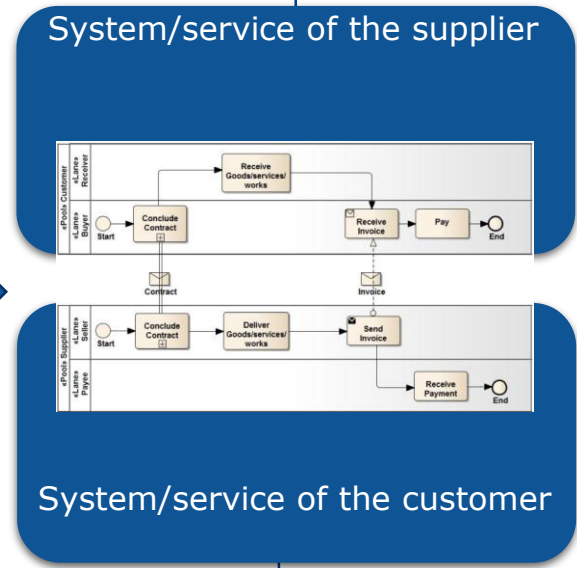 System/service of the supplier
«Pool» Customer
«Lane»
Receiver
Receive
Goods/services/
works
«Lane»
Buyer
Start
Conclude
Contract
Receive
Invoice
Pay
End
Contract
Invoice
«Pool» Supplier
«Lane»
Seller
Start
Conclude
Contract
Deliver
Goods/services/
works
Send
Invoice
«Lane»
Payee
Receive
Payment
End
System/service of the customer